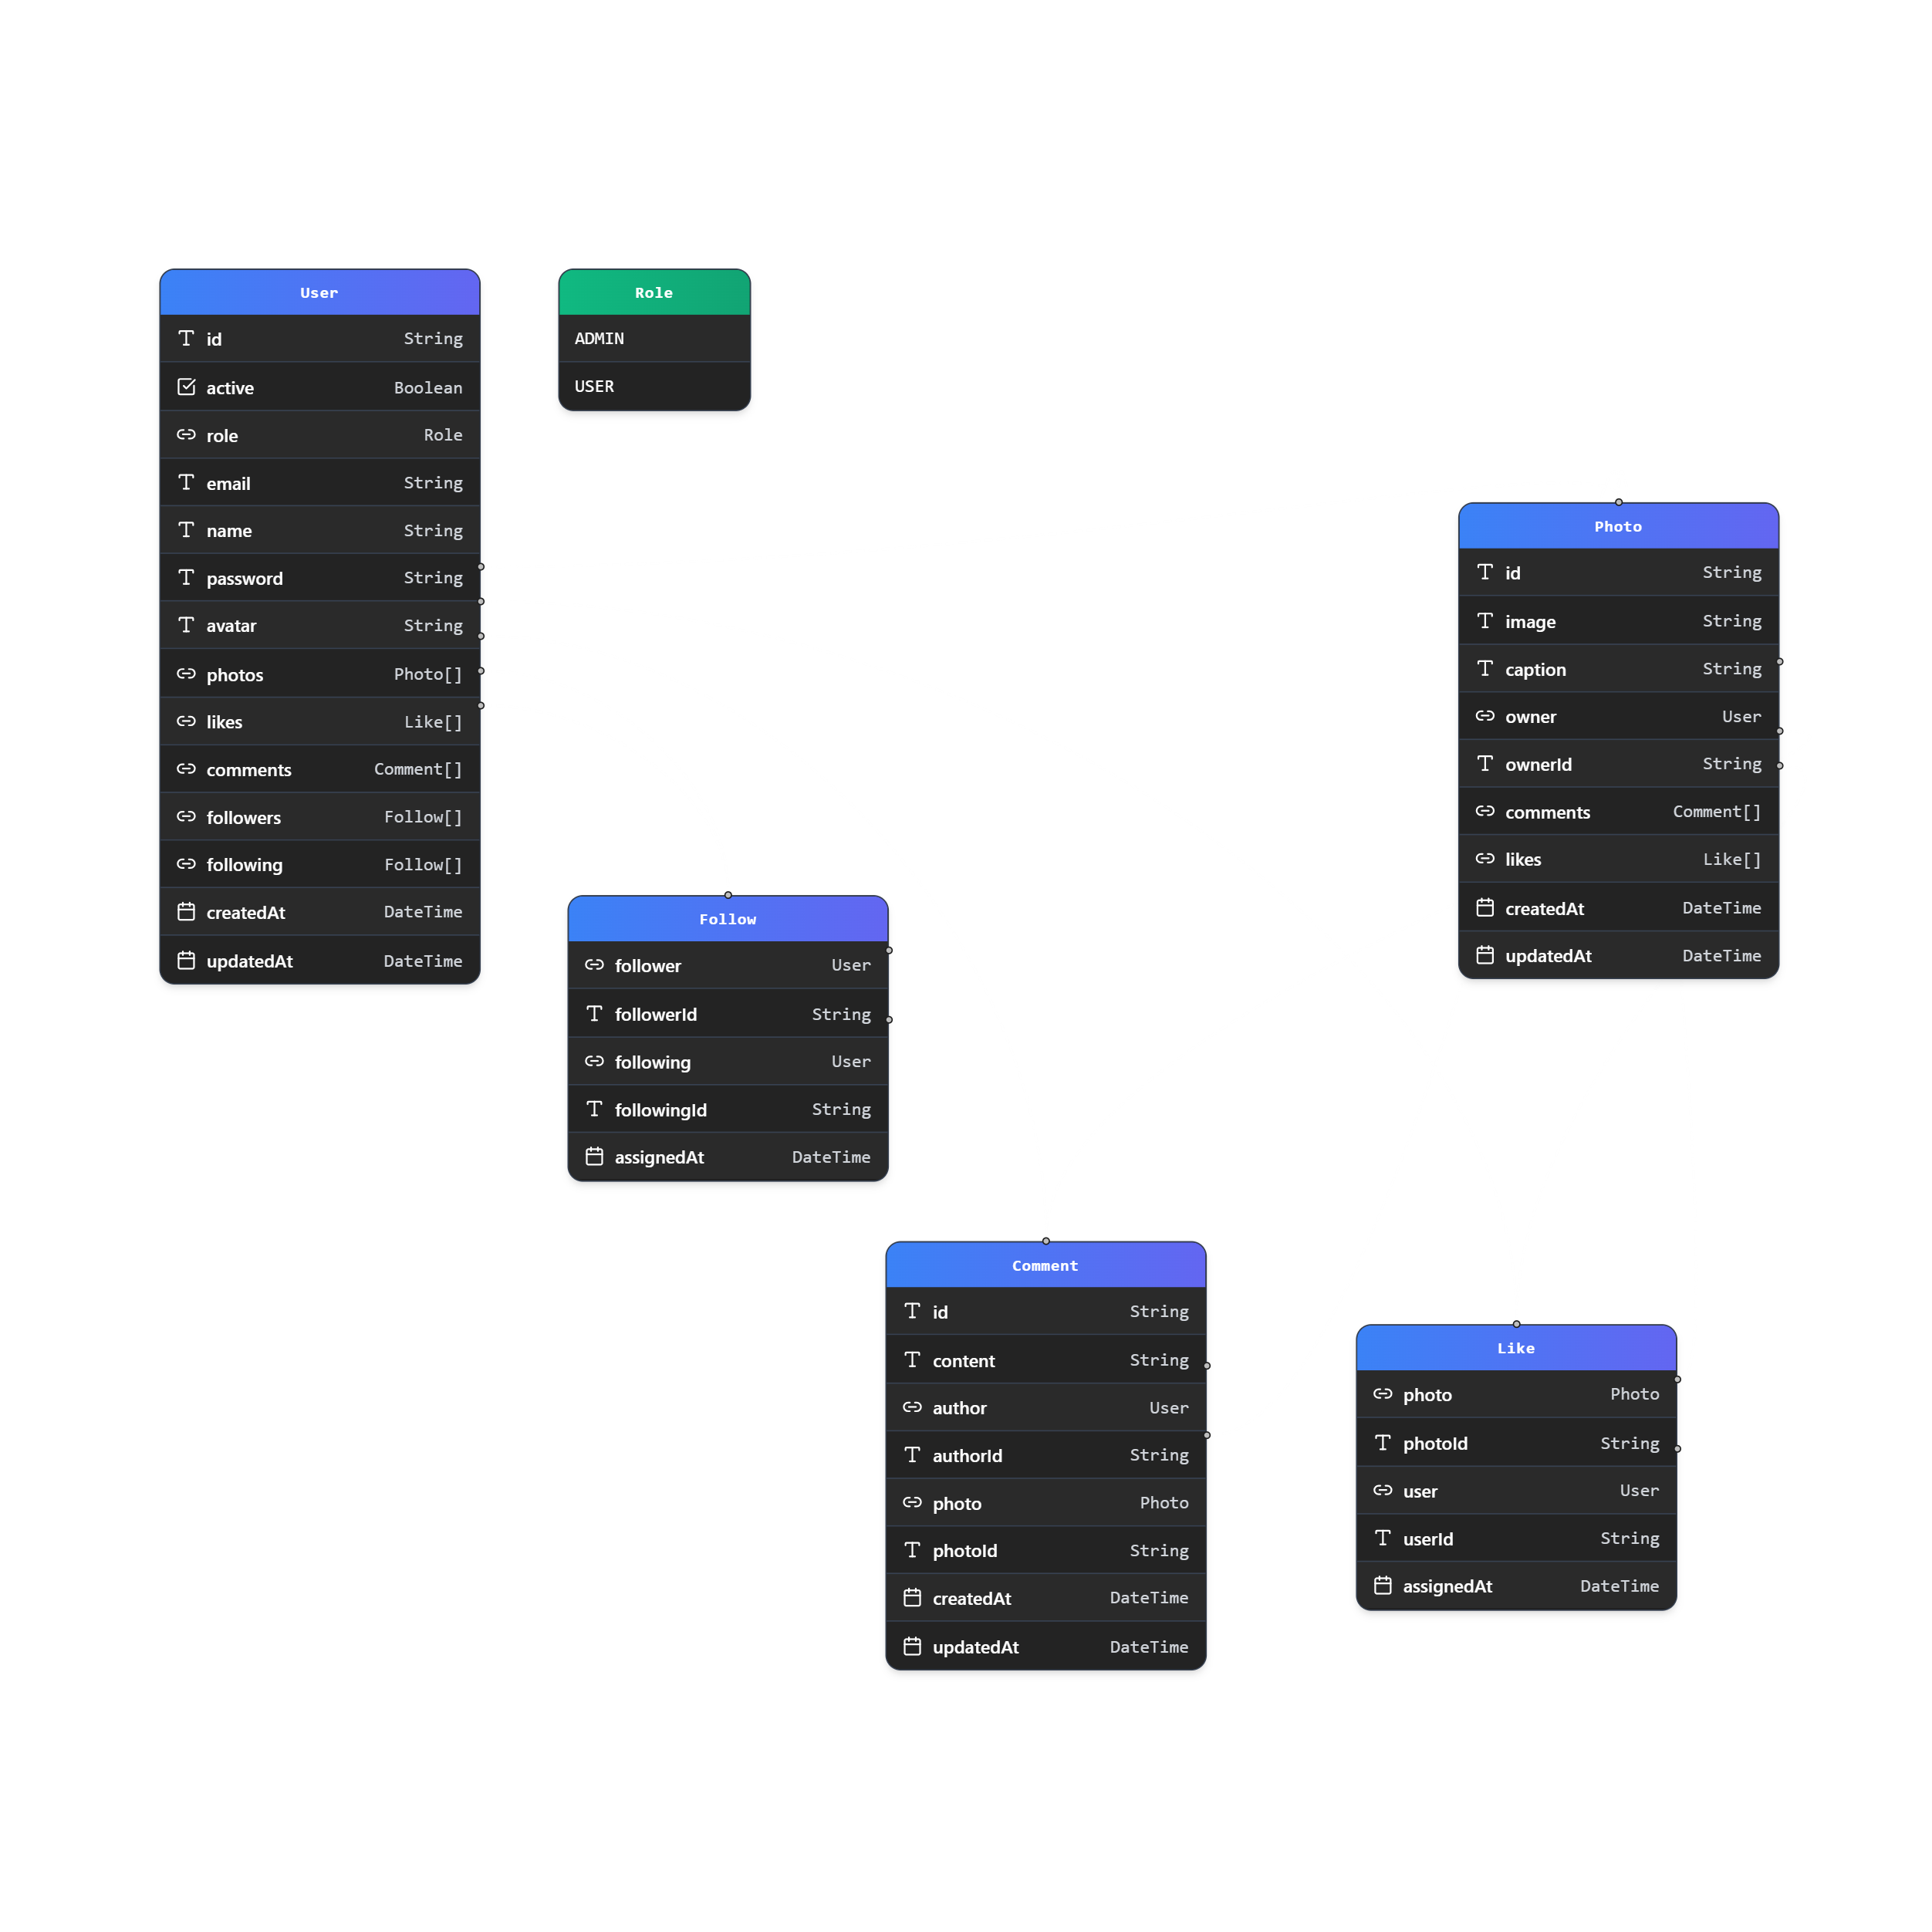 User
id String
active Boolean
role Role
email String
name String
password String
avatar String
photos Photo[]
likes Like[]
comments Comment[]
followers Follow[]
following Follow[]
createdAt DateTime
updatedAt DateTime
Role
ADMIN
USER
Photo
id String
image String
caption String
owner User
ownerId String
comments Comment[]
likes Like[]
createdAt DateTime
updatedAt DateTime
Follow
follower User
followerId String
following User
followingId String
assignedAt DateTime
Comment
id String
content String
author User
authorId String
photo Photo
photoId String
createdAt DateTime
updatedAt DateTime
Like
photo Photo
photoId String
user User
userId String
assignedAt DateTime